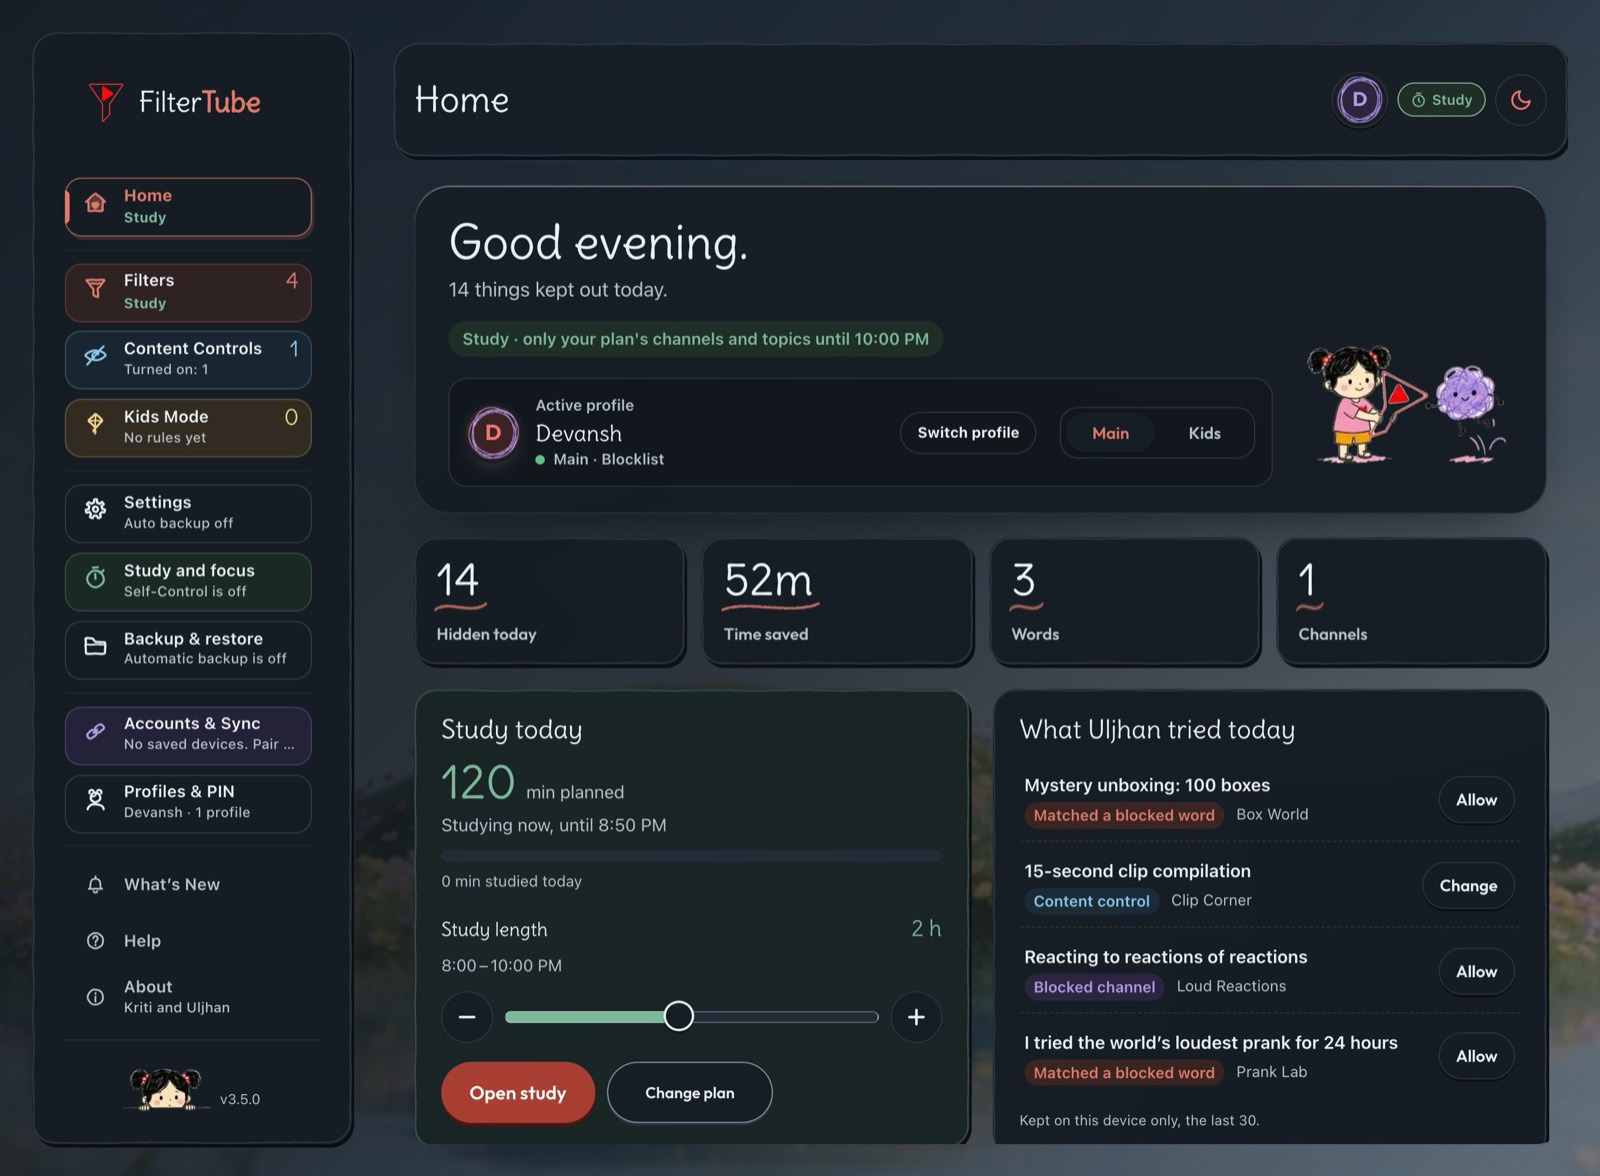 FilterTube
Home
Study
Filters
4
Study
Content Controls
1
Turned on: 1
Kids Mode
0
No rules yet
Settings
Auto backup off
Study and focus
Self-Control is off
Backup & restore
Automatic backup is off
Accounts & Sync
No saved devices. Pair ...
Profiles & PIN
Devansh · 1 profile
What's New
Help
About
Kriti and Uljhan
v3.5.0
Home
D
Study
Good evening.
14 things kept out today.
Study · only your plan's channels and topics until 10:00 PM
D
Active profile
Devansh
Main · Blocklist
Switch profile
Main
Kids
14
Hidden today
52m
Time saved
3
Words
1
Channels
Study today
120 min planned
Studying now, until 8:50 PM
0 min studied today
Study length
2 h
8:00–10:00 PM
Open study
Change plan
What Uljhan tried today
Mystery unboxing: 100 boxes
Matched a blocked word Box World
Allow
15-second clip compilation
Content control Clip Corner
Change
Reacting to reactions of reactions
Blocked channel Loud Reactions
Allow
I tried the world's loudest prank for 24 hours
Matched a blocked word Prank Lab
Allow
Kept on this device only, the last 30.